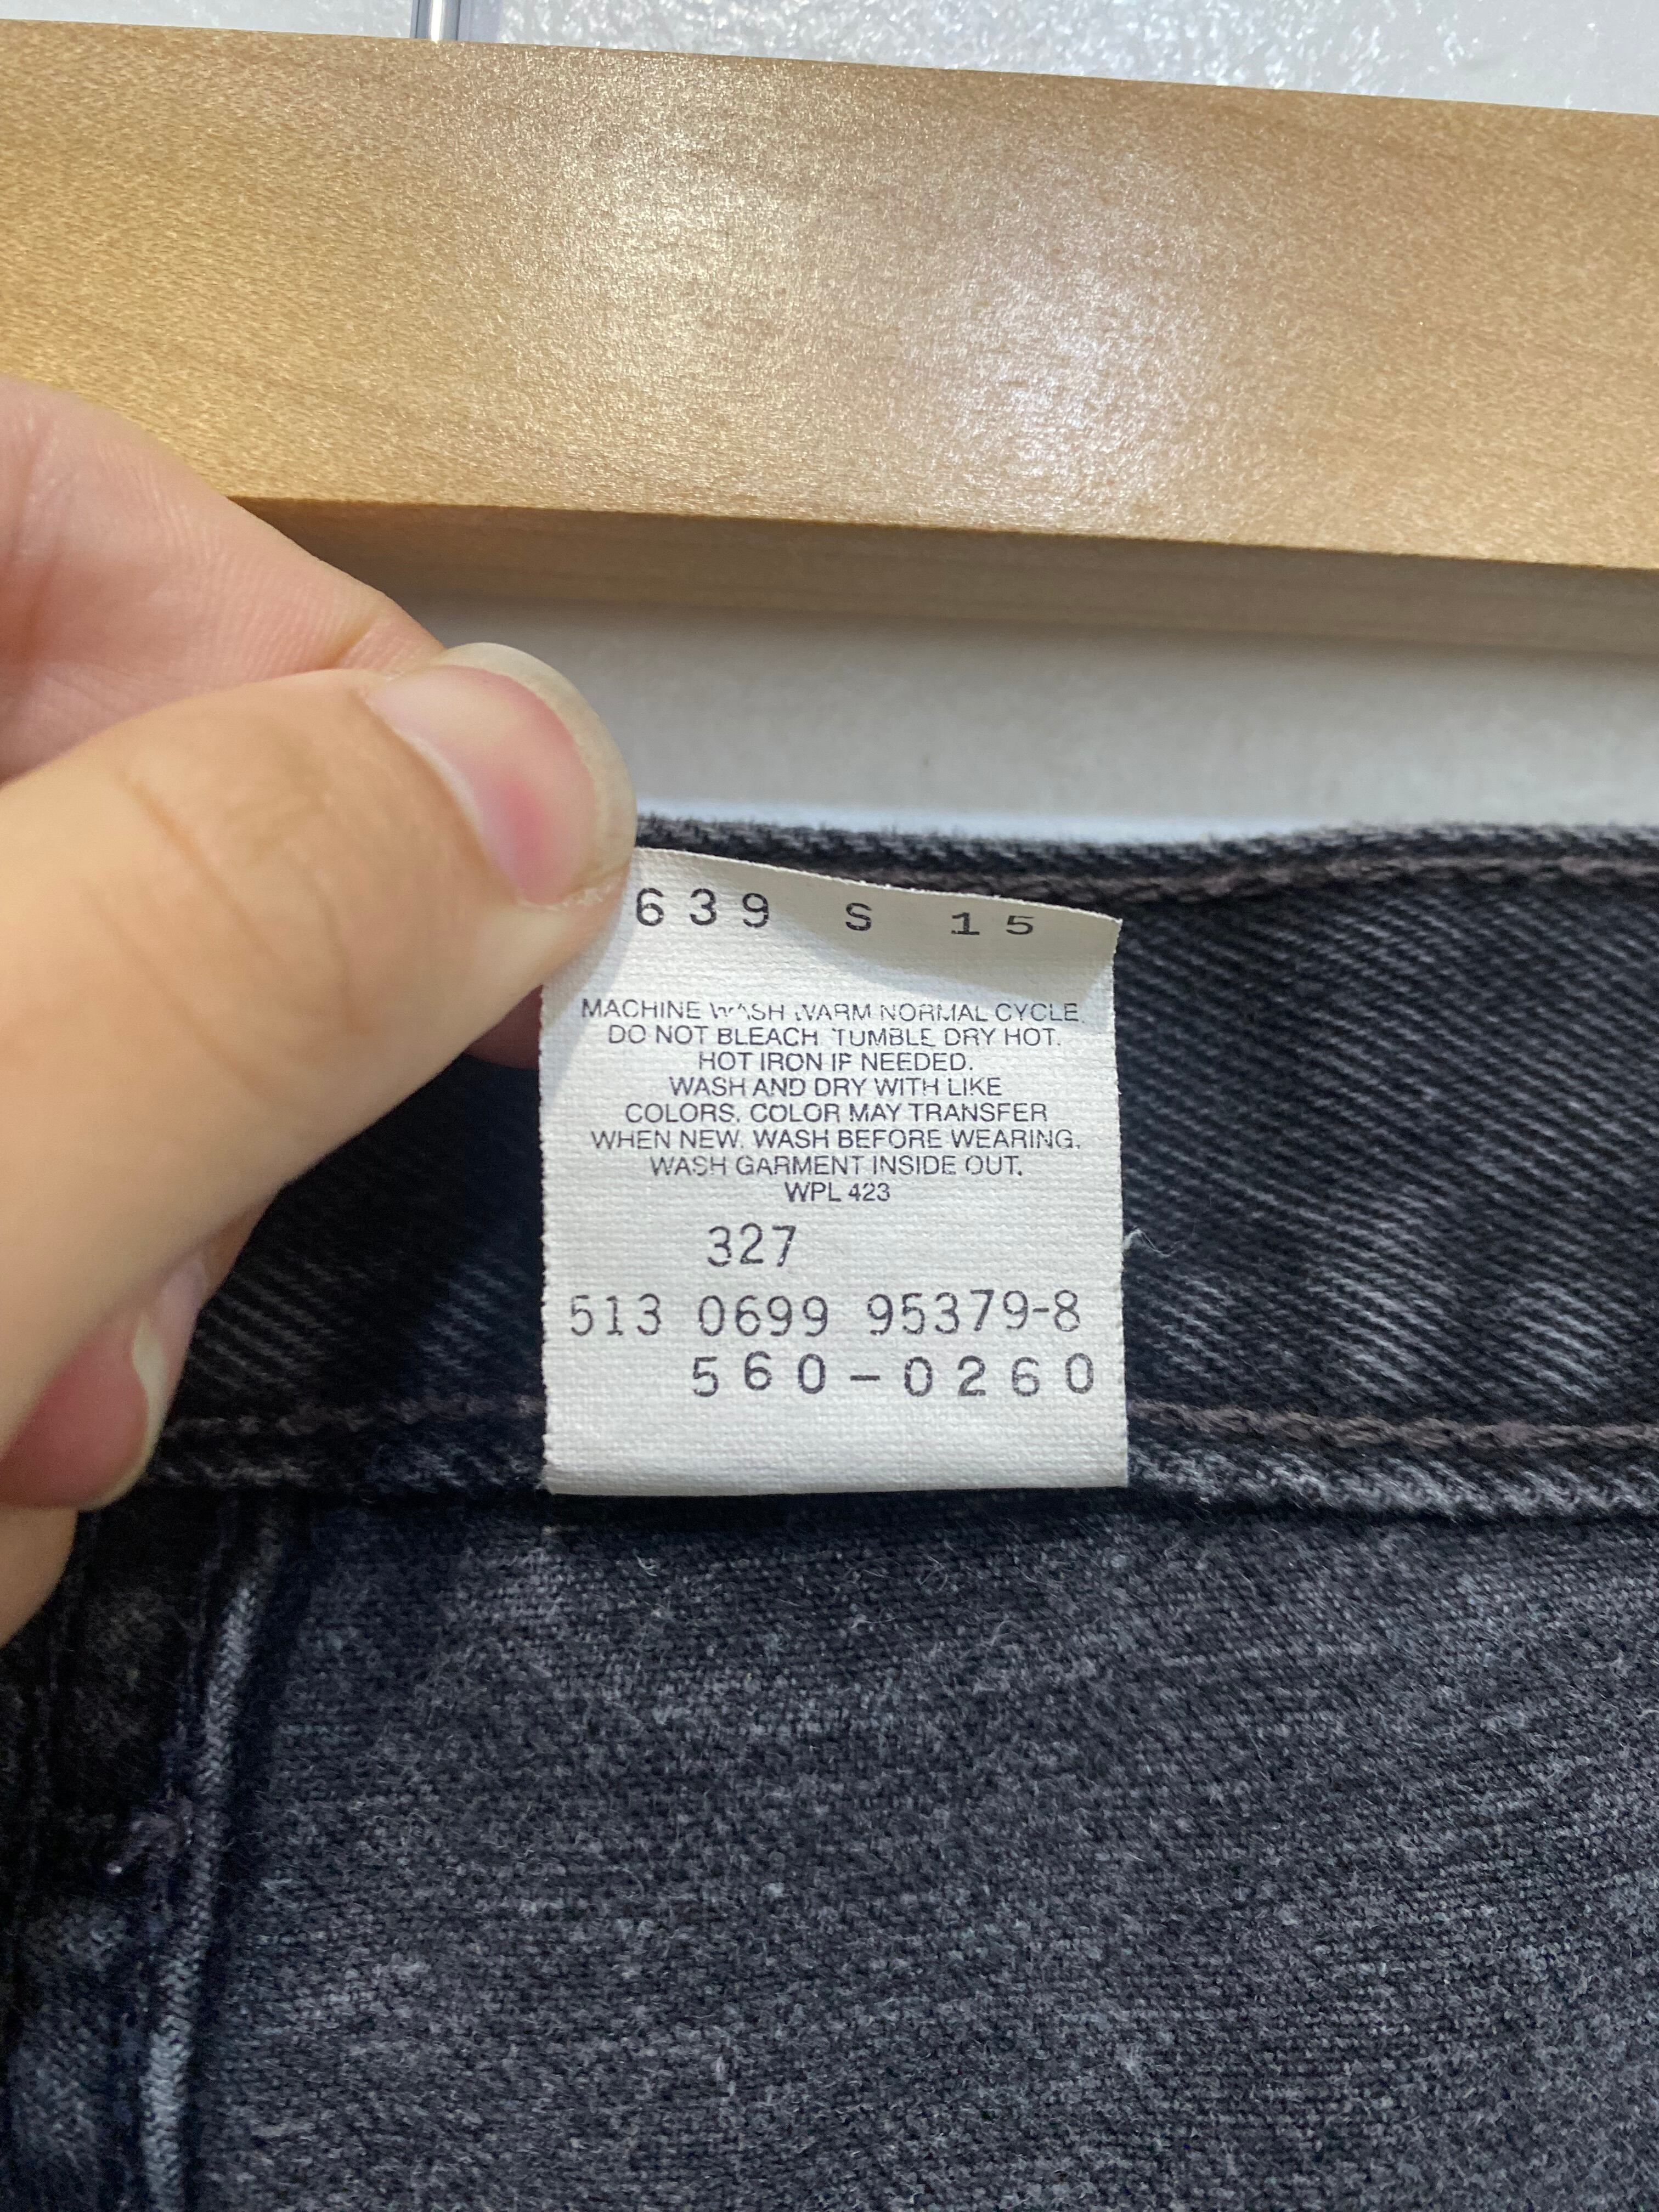 639 S 15
MACHINE WASH WARM NORMAL CYCLE.
DO NOT BLEACH. TUMBLE DRY HOT.
HOT IRON IF NEEDED.
WASH AND DRY WITH LIKE
COLORS. COLOR MAY TRANSFER
WHEN NEW. WASH BEFORE WEARING.
WASH GARMENT INSIDE OUT.
WPL 423
327
513 0699 95379-8
560-0260